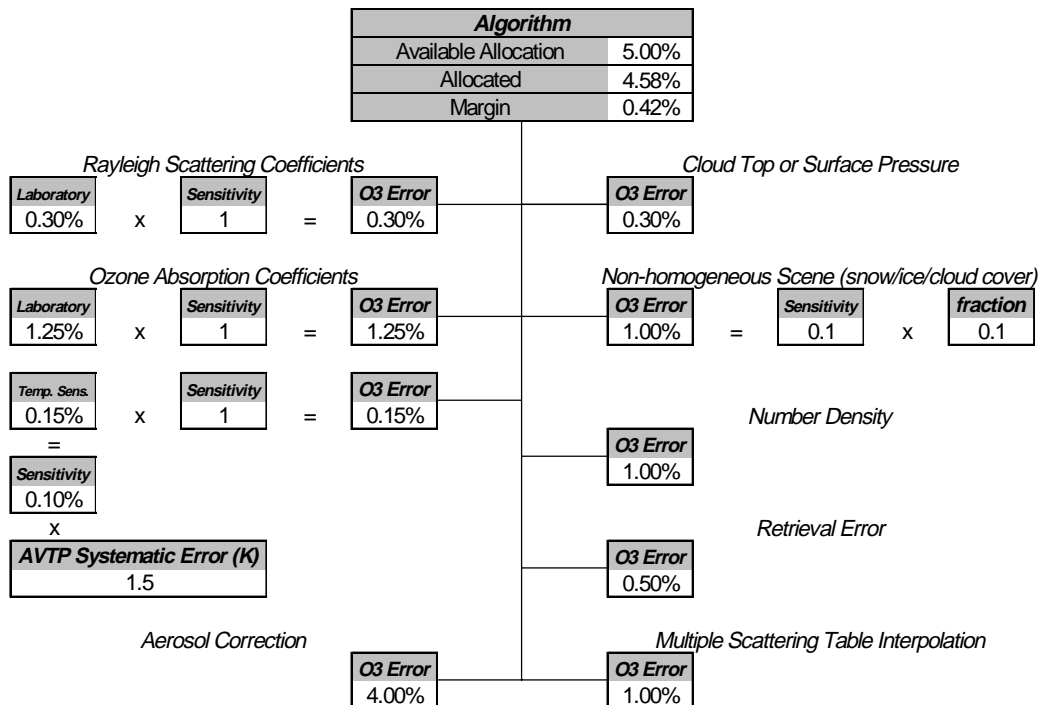 Algorithm
Available Allocation 5.00%
Allocated 4.58%
Margin 0.42%
Rayleigh Scattering Coefficients Cloud Top or Surface Pressure
Laboratory Sensitivity O3 Error O3 Error
0.30% x 1 = 0.30% 0.30%
Ozone Absorption Coefficients Non-homogeneous Scene (snow/ice/cloud cover)
Laboratory Sensitivity O3 Error O3 Error Sensitivity fraction
1.25% x 1 = 1.25% 1.00% = 0.1 x 0.1
Temp. Sens. Sensitivity O3 Error
0.15% x 1 = 0.15% Number Density
= O3 Error
Sensitivity 1.00%
0.10%
x Retrieval Error
AVTP Systematic Error (K) O3 Error
1.5 0.50%
Aerosol Correction Multiple Scattering Table Interpolation
O3 Error O3 Error
4.00% 1.00%